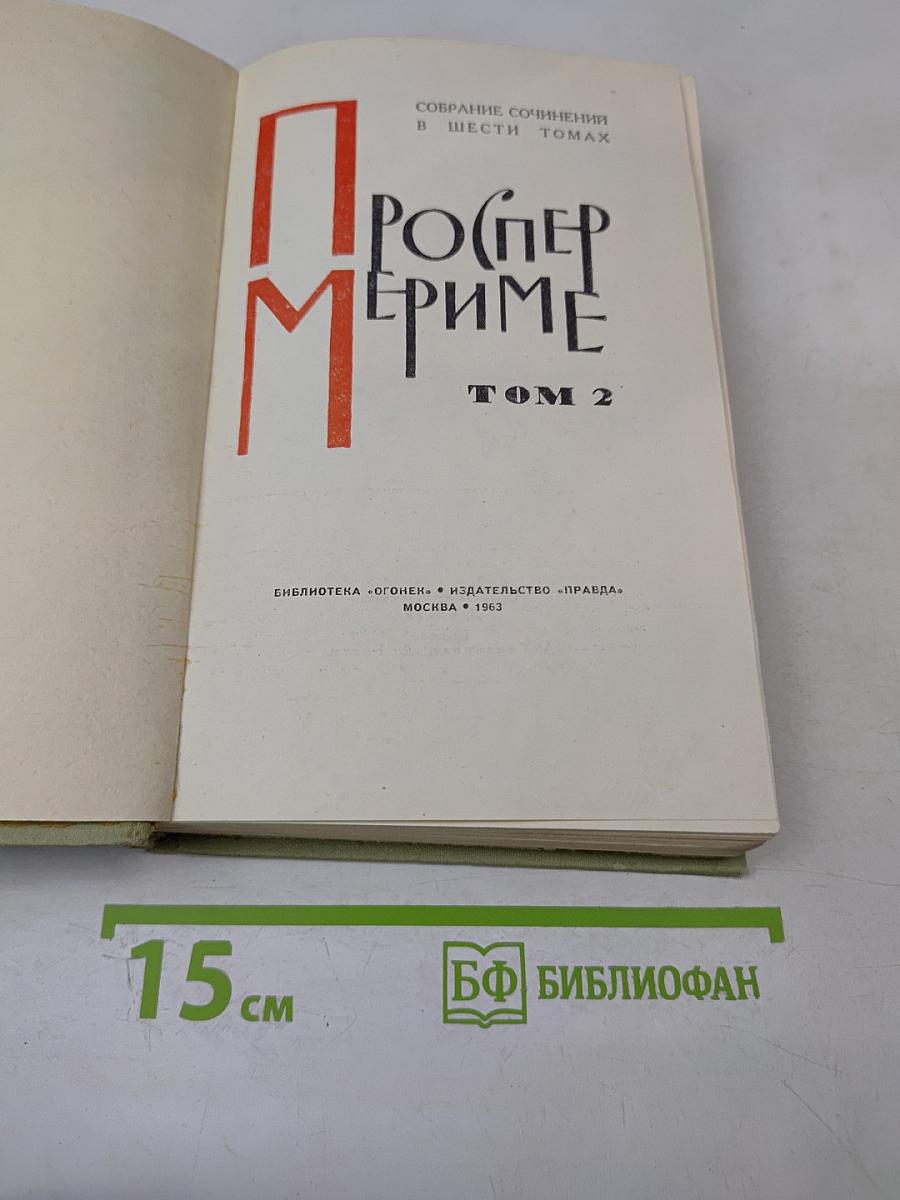 СОБРАНИЕ СОЧИНЕНИЙ
В ШЕСТИ ТОМАХ
ПРОСПЕР
МЕРИМЕ
ТОМ 2
БИБЛИОТЕКА «ОГОНЕК» • ИЗДАТЕЛЬСТВО «ПРАВДА»
МОСКВА • 1963
15 см
БФ БИБЛИОФАН